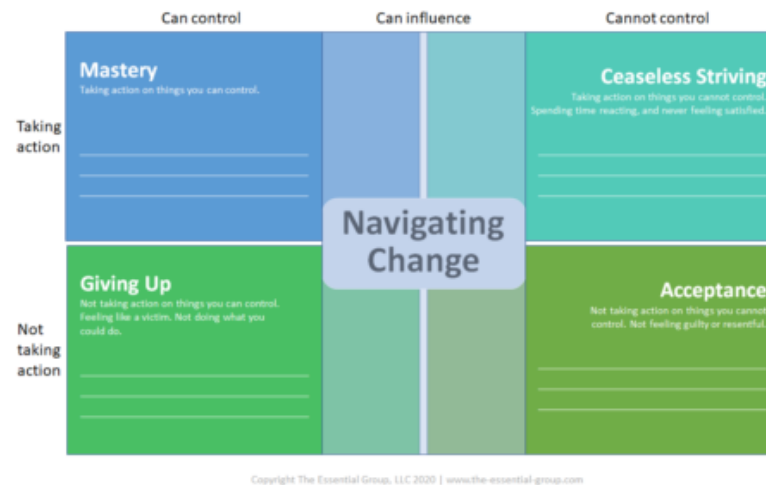 Can control
Can influence
Cannot control
Taking
action
Mastery
Taking action on things you can control.
Ceaseless Striving
Taking action on things you cannot control.
Spending time reacting, and never feeling satisfied.
Navigating
Change
Not
taking
action
Giving Up
Not taking action on things you can control.
Feeling like a victim. Not doing what you
could do.
Acceptance
Not taking action on things you cannot
control. Not feeling guilty or resentful.
Copyright The Essential Group, LLC 2020 | www.the-essential-group.com